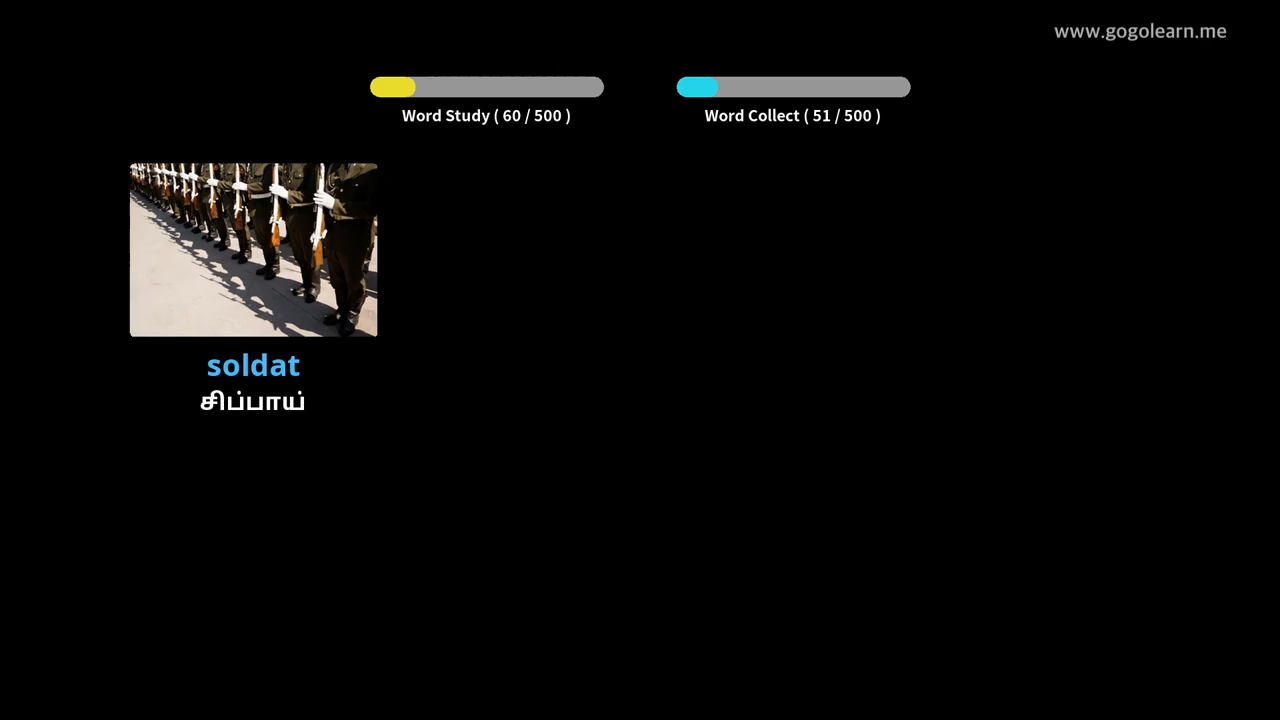 www.gogolearn.me
Word Study ( 60 / 500 )
Word Collect ( 51 / 500 )
soldat
சிப்பாய்